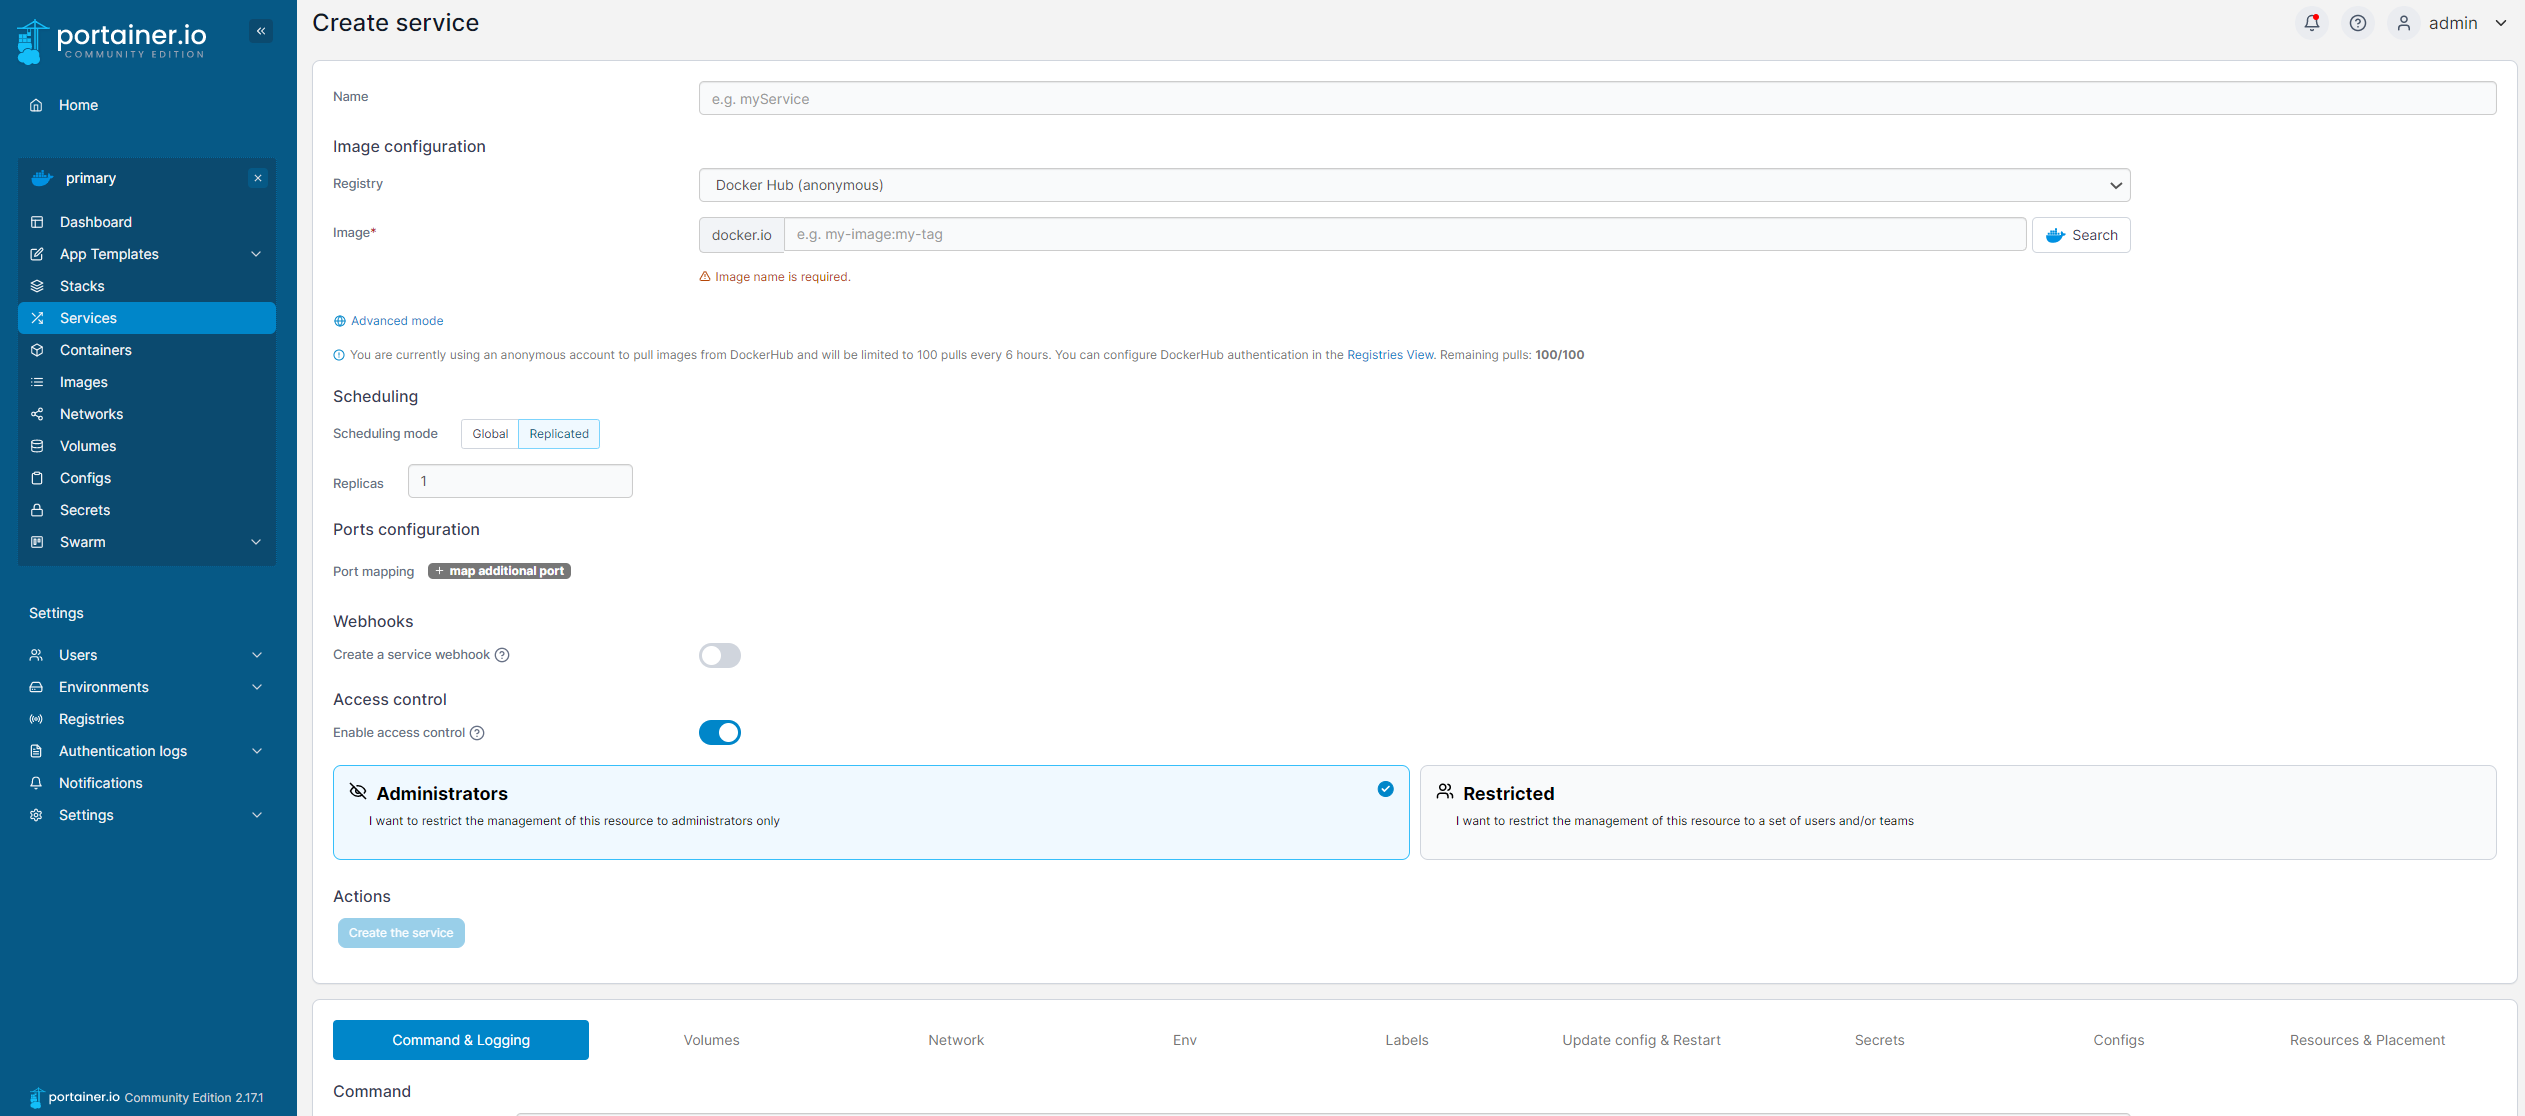 portainer.io
COMMUNITY EDITION
Home
primary
Dashboard
App Templates
Stacks
Services
Containers
Images
Networks
Volumes
Configs
Secrets
Swarm
Settings
Users
Environments
Registries
Authentication logs
Notifications
Settings
portainer.io Community Edition 2.17.1
Create service
admin
Name
e.g. myService
Image configuration
Registry
Docker Hub (anonymous)
Image*
docker.io
e.g. my-image:my-tag
Search
Image name is required.
Advanced mode
You are currently using an anonymous account to pull images from DockerHub and will be limited to 100 pulls every 6 hours. You can configure DockerHub authentication in the Registries View. Remaining pulls: 100/100
Scheduling
Scheduling mode
Global
Replicated
Replicas
1
Ports configuration
Port mapping
+ map additional port
Webhooks
Create a service webhook
Access control
Enable access control
Administrators
I want to restrict the management of this resource to administrators only
Restricted
I want to restrict the management of this resource to a set of users and/or teams
Actions
Create the service
Command & Logging
Volumes
Network
Env
Labels
Update config & Restart
Secrets
Configs
Resources & Placement
Command